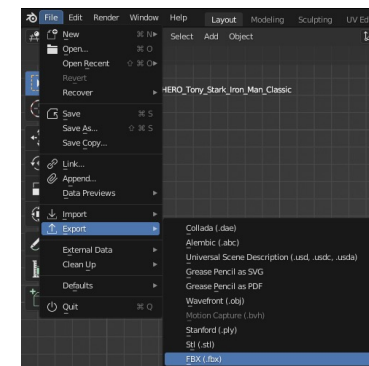 File Edit Render Window Help Layout Modeling Sculpting UV Ed
New ⌘ N
Select Add Object
Open... ⌘ O
Open Recent ⇧ ⌘ O
Revert
Recover
HERO_Tony_Stark_Iron_Man_Classic
Save ⌘ S
Save As... ⇧ ⌘ S
Save Copy...
Link...
Append...
Data Previews
Import
Export
Collada (.dae)
Alembic (.abc)
External Data
Universal Scene Description (.usd, .usdc, .usda)
Clean Up
Grease Pencil as SVG
Grease Pencil as PDF
Defaults
Wavefront (.obj)
Quit ⌘ Q
Motion Capture (.bvh)
Stanford (.ply)
Stl (.stl)
FBX (.fbx)